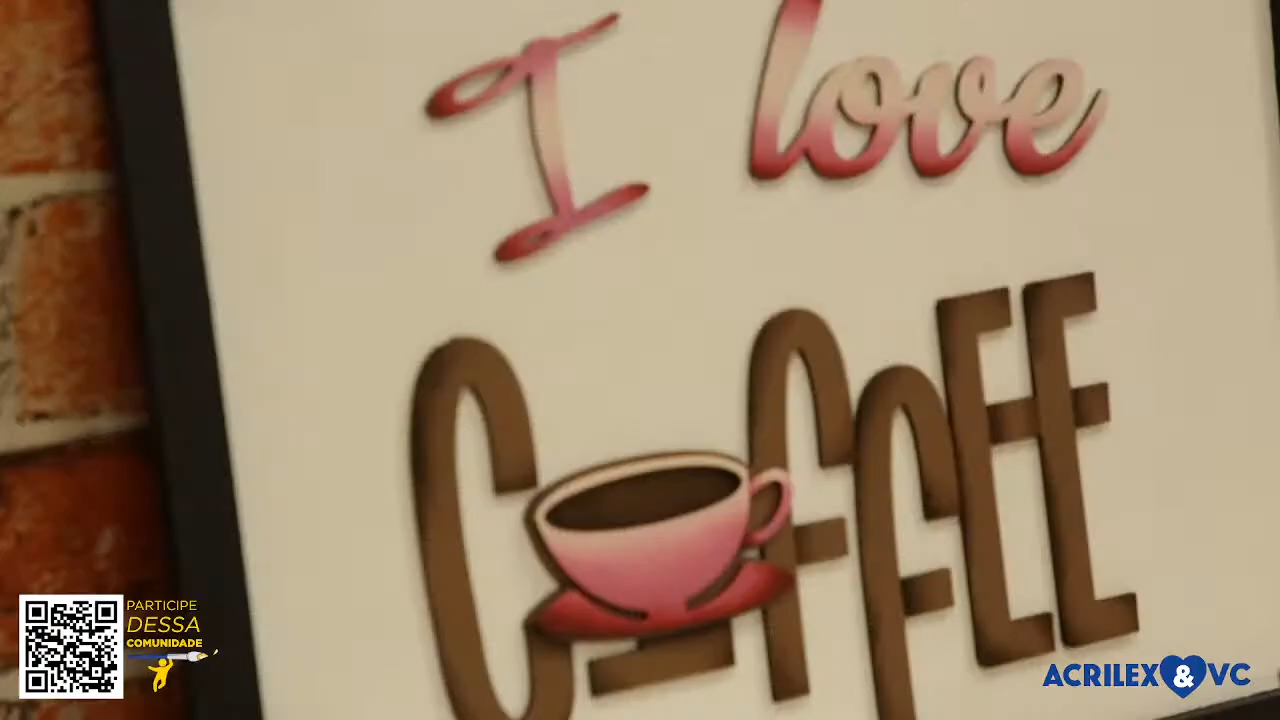 I love
COFFEE
PARTICIPE
DESSA
COMUNIDADE
ACRILEX & VC